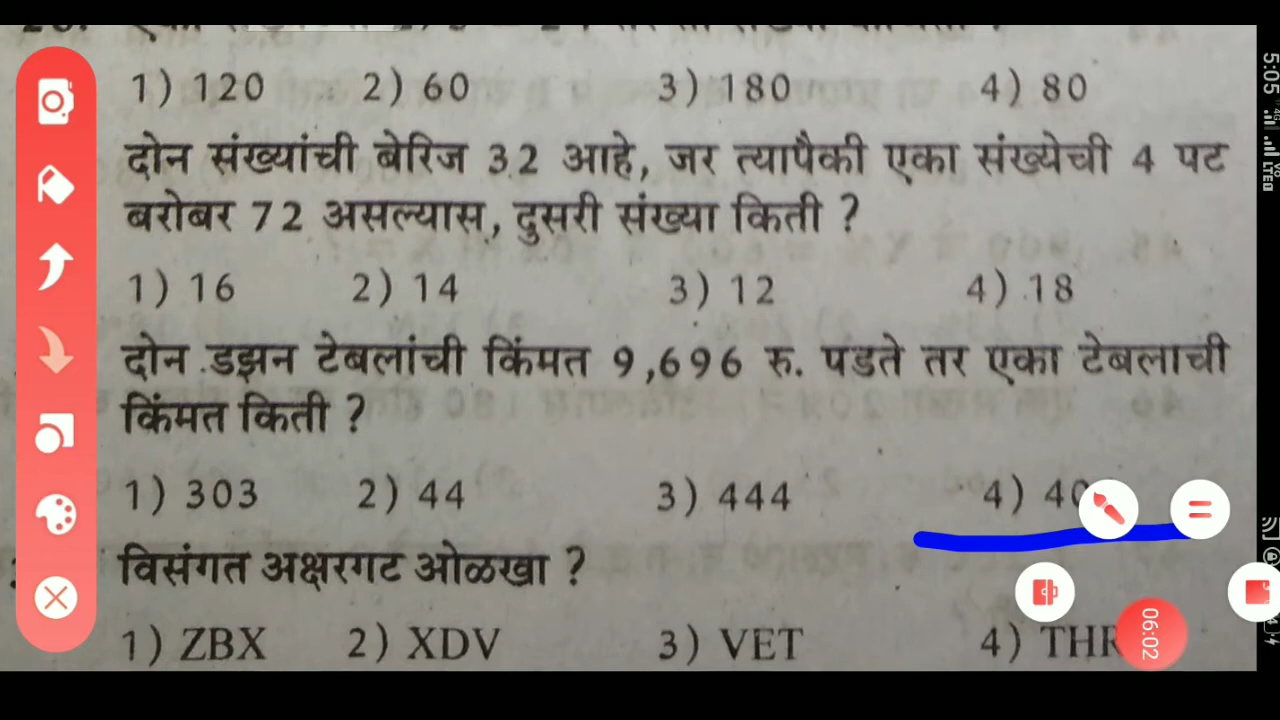 1) 120 2) 60 3) 180 4) 80
दोन संख्यांची बेरिज 32 आहे, जर त्यापैकी एका संख्येची 4 पट
बरोबर 72 असल्यास, दुसरी संख्या किती ?
1) 16 2) 14 3) 12 4) 18
दोन डझन टेबलांची किंमत 9,696 रु. पडते तर एका टेबलाची
किंमत किती ?
1) 303 2) 44 3) 444 4)
विसंगत अक्षरगट ओळखा ?
1) ZBX 2) XDV 3) VET 4)
06:02
5:05